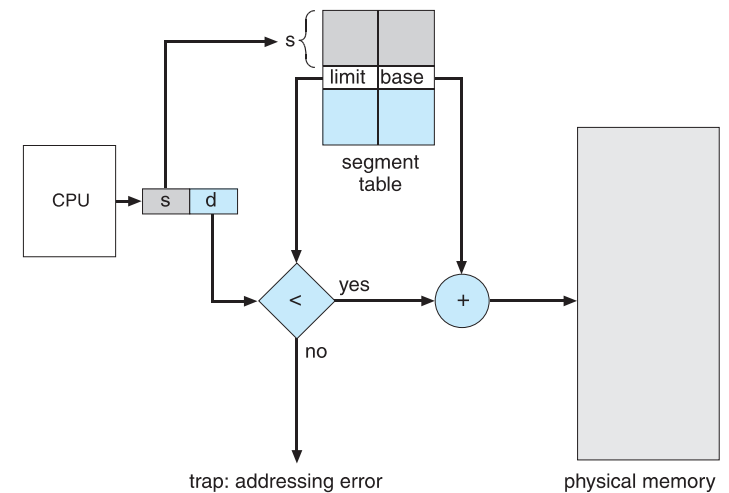 s
limit base
segment
table
CPU
s d
yes
<
+
no
trap: addressing error
physical memory